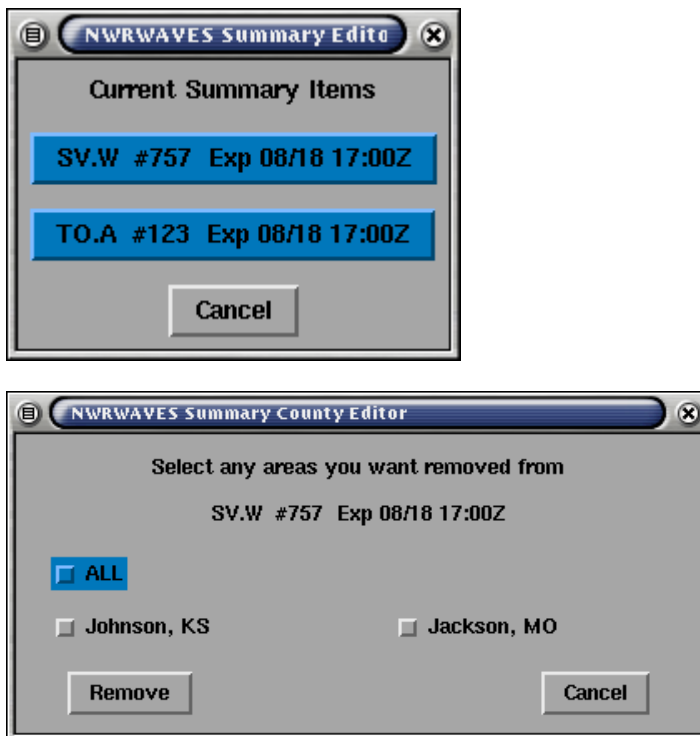 NWRWAVES Summary Edito
Current Summary Items
SV.W #757 Exp 08/18 17:00Z
TO.A #123 Exp 08/18 17:00Z
Cancel
NWRWAVES Summary County Editor
Select any areas you want removed from
SV.W #757 Exp 08/18 17:00Z
ALL
Johnson, KS Jackson, MO
Remove Cancel